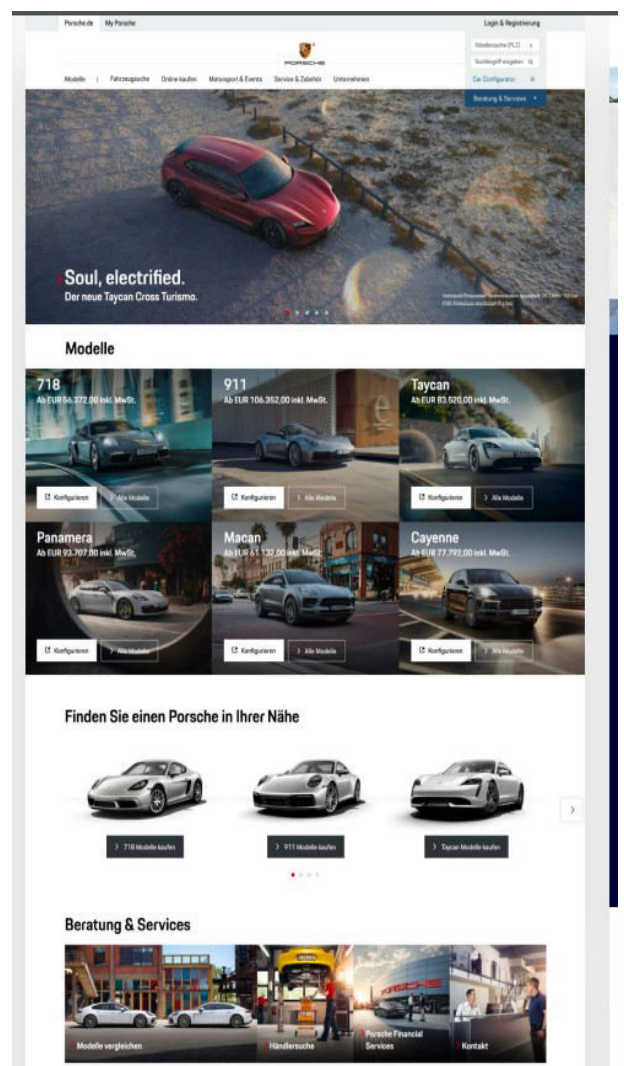 Porsche.de My Porsche Login & Registrierung
Händlersuche (PLZ)
PORSCHE
Suchbegriff eingeben
Modelle | Fahrzeugsuche Online kaufen Motorsport & Events Service & Zubehör Unternehmen Car Configurator
Beratung & Services
Soul, electrified.
Der neue Taycan Cross Turismo.
Modelle
718 911 Taycan
Ab EUR 56.372,00 inkl. MwSt. Ab EUR 106.352,00 inkl. MwSt. Ab EUR 83.520,00 inkl. MwSt.
Konfigurieren Alle Modelle Konfigurieren Alle Modelle Konfigurieren Alle Modelle
Panamera Macan Cayenne
Ab EUR 93.707,00 inkl. MwSt. Ab EUR 61.132,00 inkl. MwSt. Ab EUR 77.792,00 inkl. MwSt.
Konfigurieren Alle Modelle Konfigurieren Alle Modelle Konfigurieren Alle Modelle
Finden Sie einen Porsche in Ihrer Nähe
718 Modelle kaufen 911 Modelle kaufen Taycan Modelle kaufen
Beratung & Services
PORSCHE
Modelle vergleichen Händlersuche Porsche Financial Services Kontakt